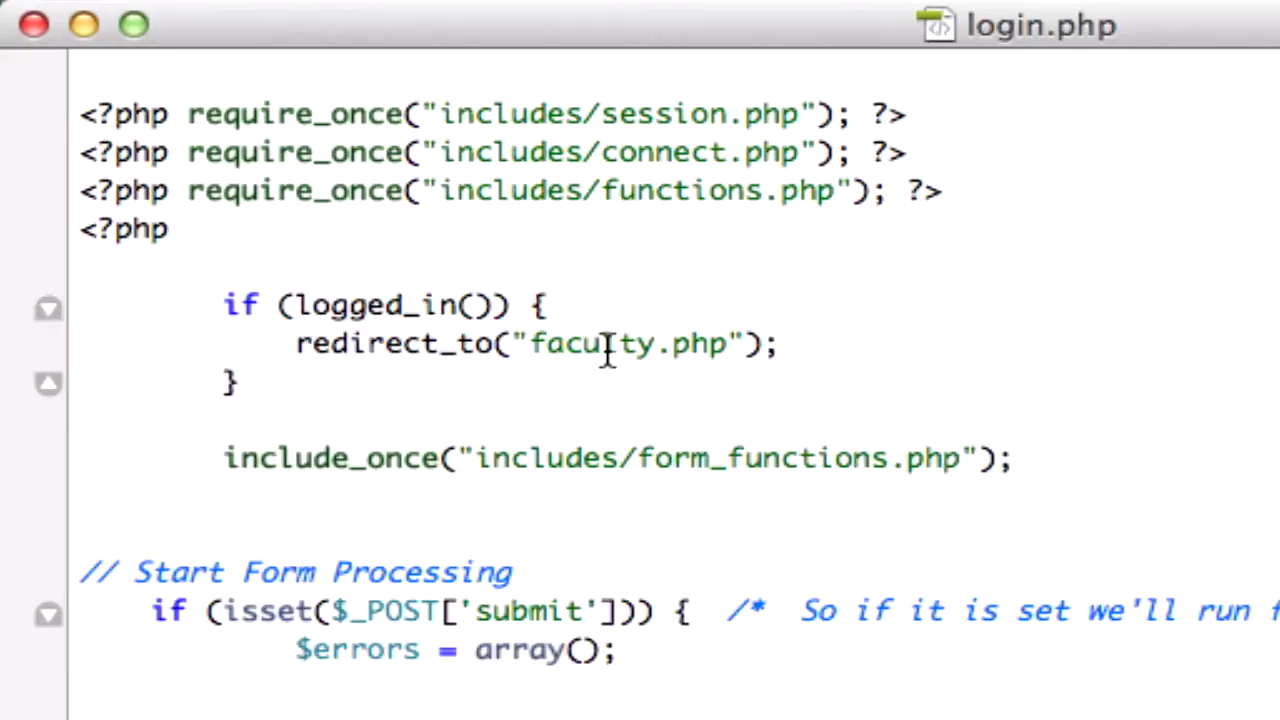 login.php
<?php require_once("includes/session.php"); ?>
<?php require_once("includes/connect.php"); ?>
<?php require_once("includes/functions.php"); ?>
<?php
if (logged_in()) {
redirect_to("faculty.php");
}
include_once("includes/form_functions.php");
// Start Form Processing
if (isset($_POST['submit'])) { /* So if it is set we'll run f
$errors = array();